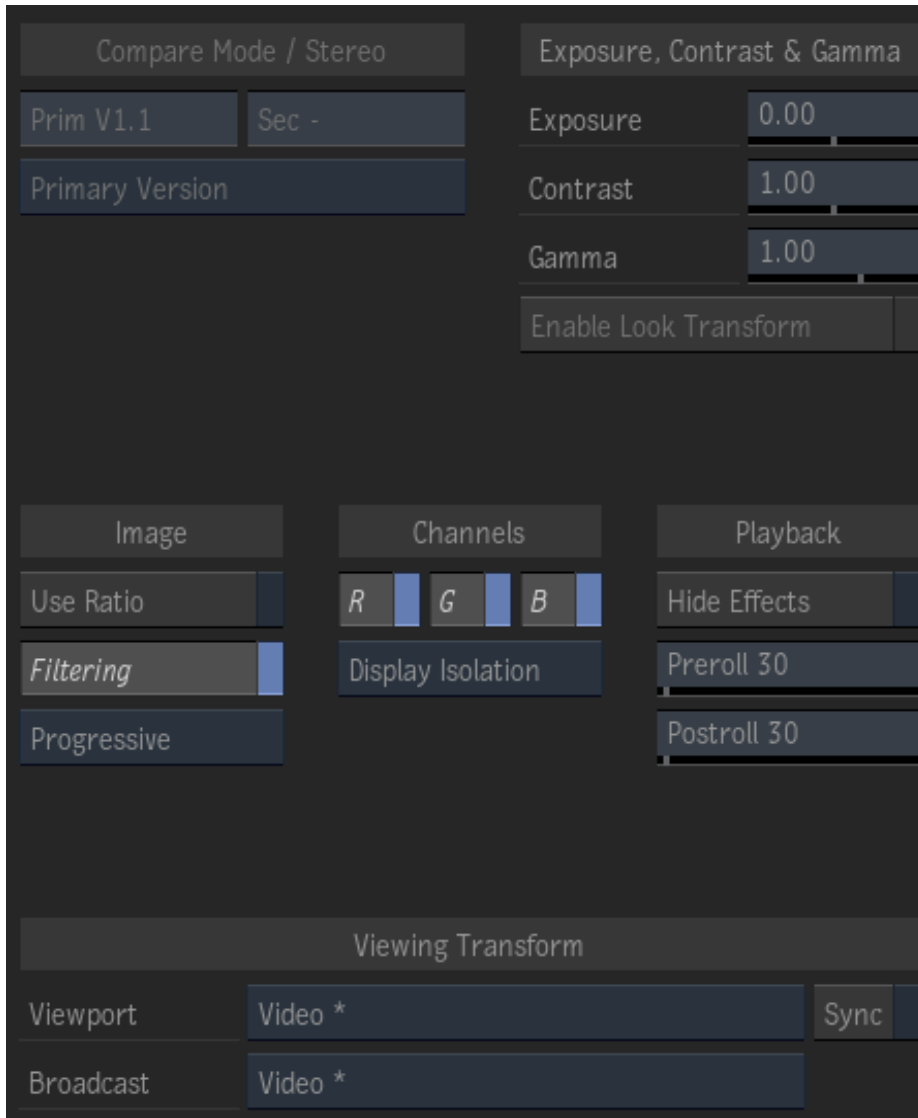 Compare Mode / Stereo
Prim V1.1
Sec -
Primary Version
Exposure, Contrast & Gamma
Exposure
0.00
Contrast
1.00
Gamma
1.00
Enable Look Transform
Image
Use Ratio
Filtering
Progressive
Channels
R G B
Display Isolation
Playback
Hide Effects
Preroll 30
Postroll 30
Viewing Transform
Viewport
Video *
Sync
Broadcast
Video *